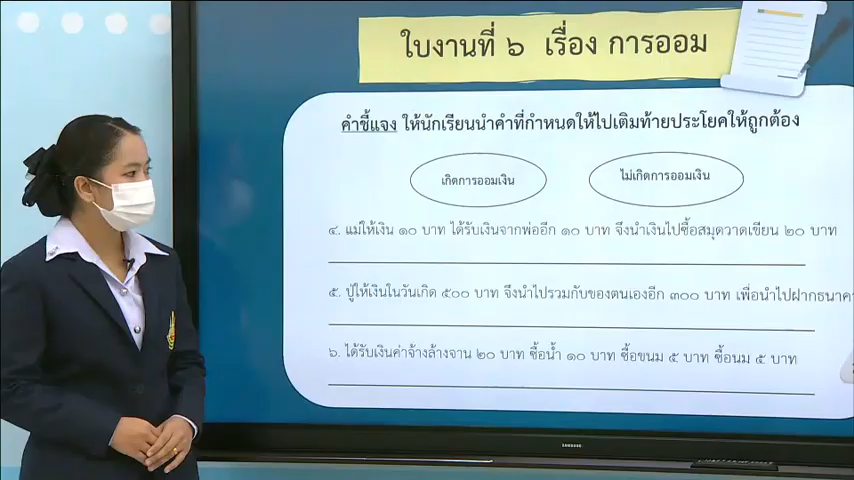 ใบงานที่ ๖ เรื่อง การออม
คำชี้แจง ให้นักเรียนนำคำที่กำหนดให้ไปเติมท้ายประโยคให้ถูกต้อง
เกิดการออมเงิน ไม่เกิดการออมเงิน
๔. แม่ให้เงิน ๑๐ บาท ได้รับเงินจากพ่ออีก ๑๐ บาท จึงนำเงินไปซื้อสมุดวาดเขียน ๒๐ บาท
๕. ปู่ให้เงินในวันเกิด ๕๐๐ บาท จึงนำไปรวมกับของตนเองอีก ๓๐๐ บาท เพื่อนำไปฝากธนาคา
๖. ได้รับเงินค่าจ้างล้างจาน ๒๐ บาท ซื้อน้ำ ๑๐ บาท ซื้อขนม ๕ บาท ซื้อนม ๕ บาท
SAMSUNG